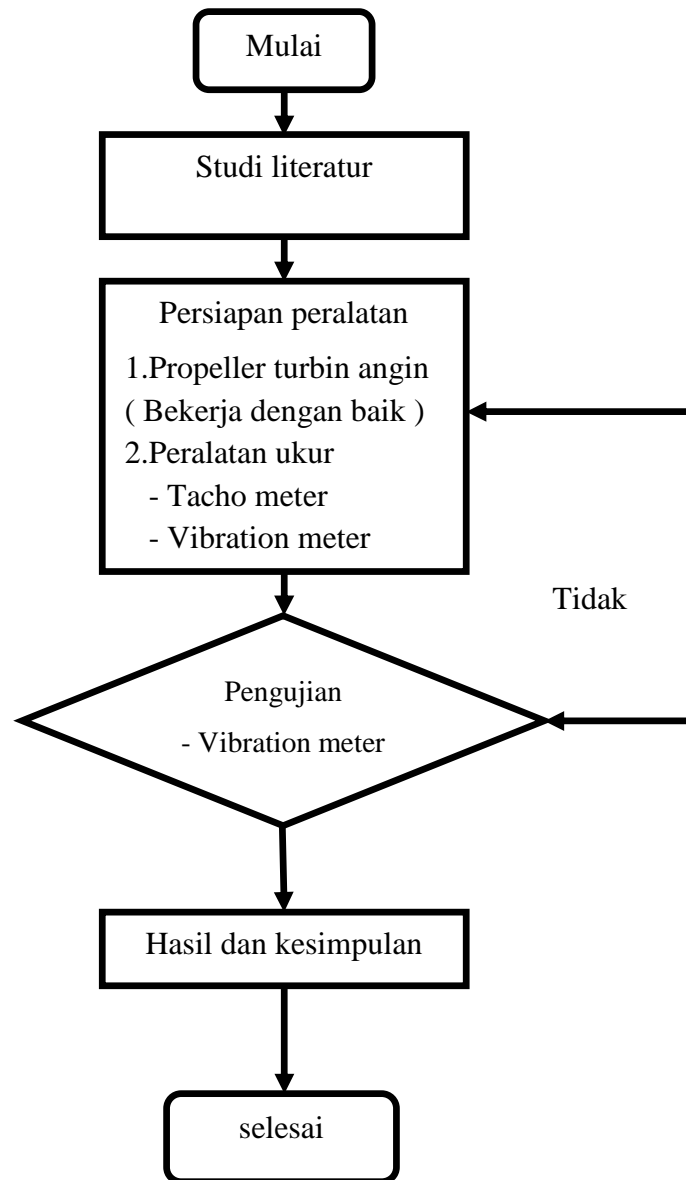 Mulai
Studi literatur
Persiapan peralatan
1.Propeller turbin angin
( Bekerja dengan baik )
2.Peralatan ukur
- Tacho meter
- Vibration meter
Tidak
Pengujian
- Vibration meter
Hasil dan kesimpulan
selesai